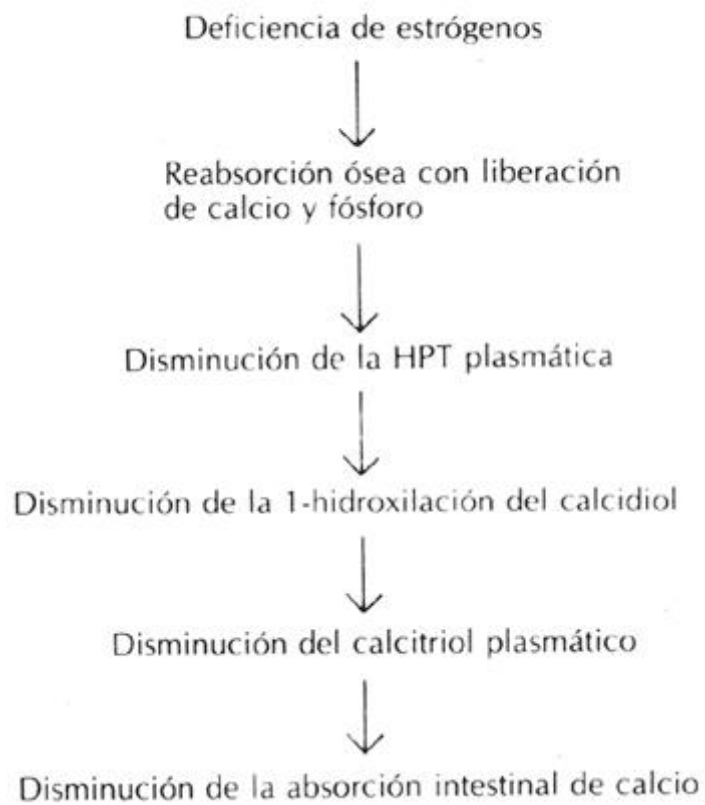 Deficiencia de estrógenos
Reabsorción ósea con liberación
de calcio y fósforo
Disminución de la HPT plasmática
Disminución de la 1-hidroxilación del calcidiol
Disminución del calcitriol plasmático
Disminución de la absorción intestinal de calcio